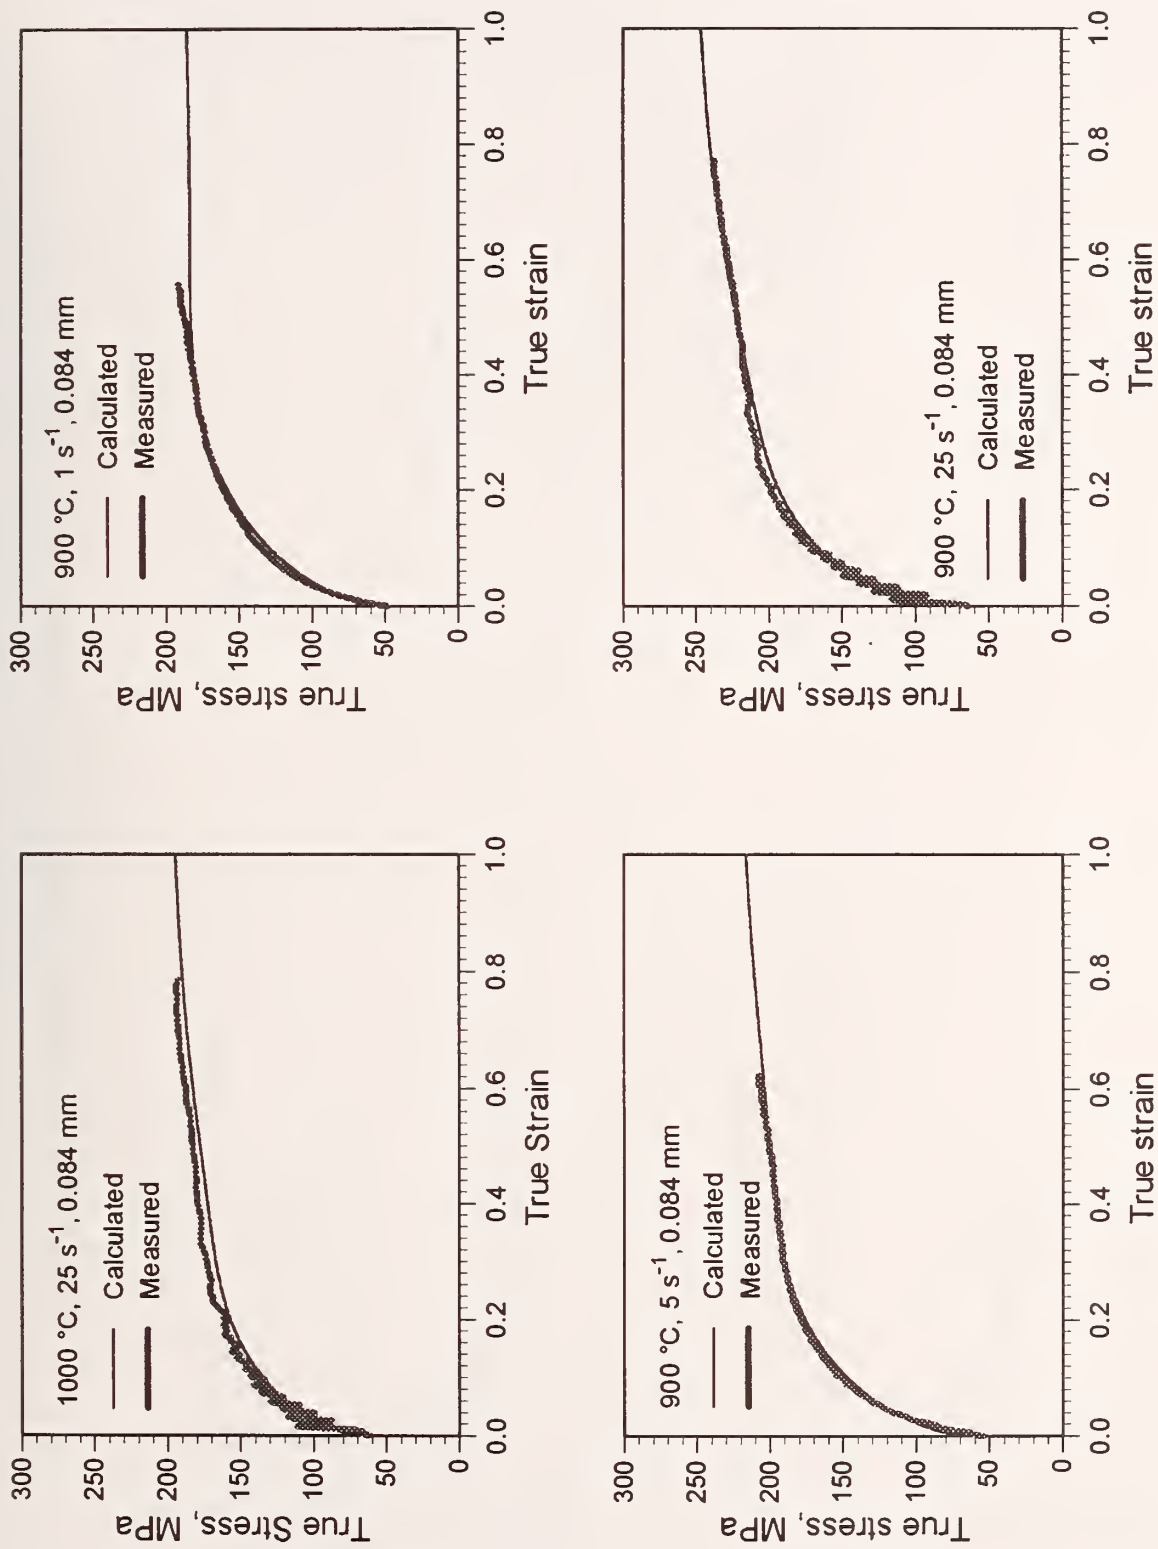 1000 °C, 25 s⁻¹, 0.084 mm
Calculated
Measured
300
250
200
150
100
50
0
True Stress, MPa
0.0
0.2
0.4
0.6
0.8
1.0
True Strain
900 °C, 1 s⁻¹, 0.084 mm
Calculated
Measured
300
250
200
150
100
50
0
True stress, MPa
0.0
0.2
0.4
0.6
0.8
1.0
True strain
900 °C, 5 s⁻¹, 0.084 mm
Calculated
Measured
300
250
200
150
100
50
0
True stress, MPa
0.0
0.2
0.4
0.6
0.8
1.0
True strain
900 °C, 25 s⁻¹, 0.084 mm
Calculated
Measured
300
250
200
150
100
50
0
True stress, MPa
0.0
0.2
0.4
0.6
0.8
1.0
True strain